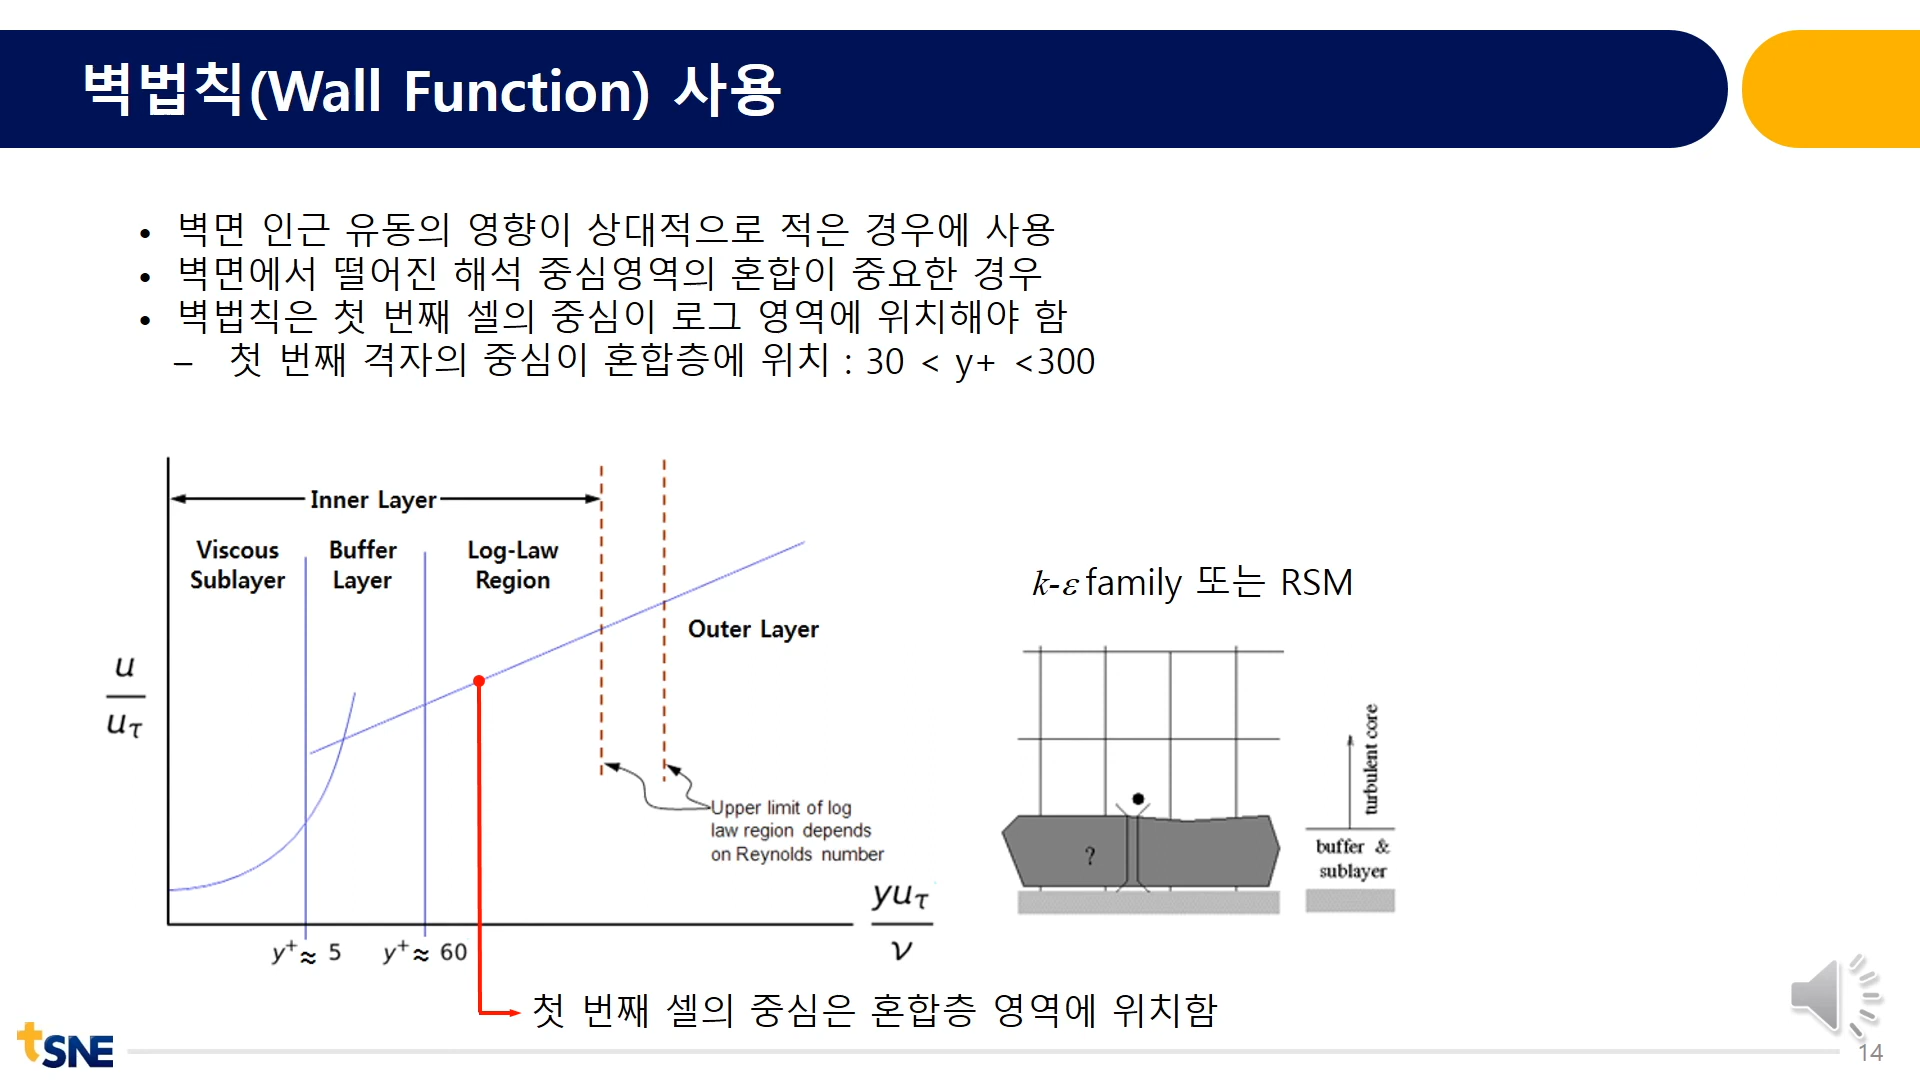 벽법칙(Wall Function) 사용
• 벽면 인근 유동의 영향이 상대적으로 적은 경우에 사용
• 벽면에서 떨어진 해석 중심영역의 혼합이 중요한 경우
• 벽법칙은 첫 번째 셀의 중심이 로그 영역에 위치해야 함
– 첫 번째 격자의 중심이 혼합층에 위치 : 30 < y+ <300
Inner Layer
Viscous
Sublayer
Buffer
Layer
Log-Law
Region
Outer Layer
u
uτ
Upper limit of log
law region depends
on Reynolds number
yuτ
ν
y+ ≈ 5
y+ ≈ 60
첫 번째 셀의 중심은 혼합층 영역에 위치함
k-ε family 또는 RSM
?
turbulent core
buffer &
sublayer
tSNE
14